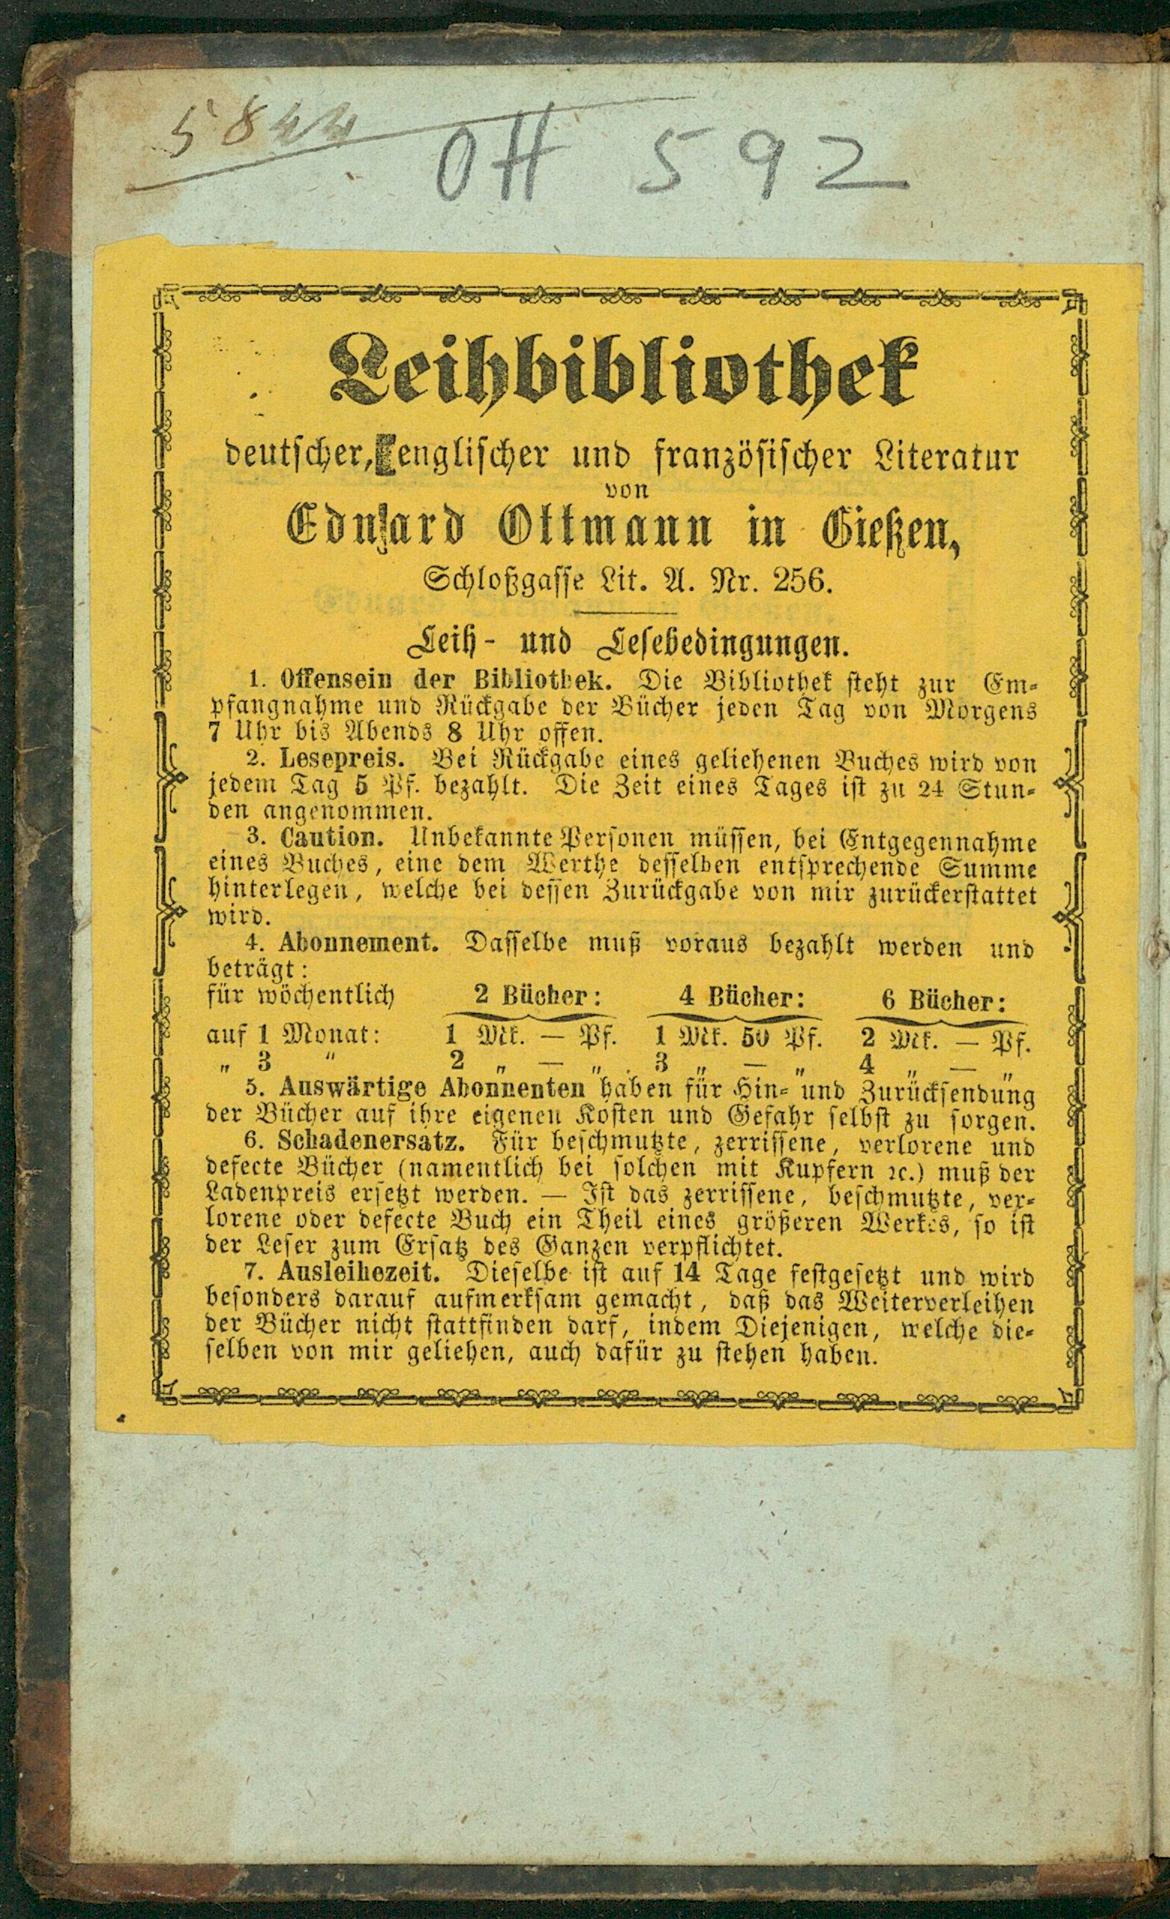 5844
OH 592
Leihbibliothek
deutscher, englischer und französischer Literatur
von
Eduard Ottmann in Gießen,
Schloßgasse Lit. A. Nr. 256.
Leih- und Lesebedingungen.
1. Offensein der Bibliothek. Die Bibliothek steht zur Em-
pfangnahme und Rückgabe der Bücher jeden Tag von Morgens
7 Uhr bis Abends 8 Uhr offen.
2. Lesepreis. Bei Rückgabe eines geliehenen Buches wird von
jedem Tag 5 Pf. bezahlt. Die Zeit eines Tages ist zu 24 Stun-
den angenommen.
3. Caution. Unbekannte Personen müssen, bei Entgegennahme
eines Buches, eine dem Werthe desselben entsprechende Summe
hinterlegen, welche bei dessen Zurückgabe von mir zurückerstattet
wird.
4. Abonnement. Dasselbe muß voraus bezahlt werden und
beträgt:
für wöchentlich 2 Bücher: 4 Bücher: 6 Bücher:
auf 1 Monat: 1 Mk. — Pf. 1 Mk. 50 Pf. 2 Mk. — Pf.
„ 3 " 2 „ — „ 3 „ — „ 4 „ — „
5. Auswärtige Abonnenten haben für Hin- und Zurücksendung
der Bücher auf ihre eigenen Kosten und Gefahr selbst zu sorgen.
6. Schadenersatz. Für beschmutzte, zerrissene, verlorene und
defecte Bücher (namentlich bei solchen mit Kupfern ꝛc.) muß der
Ladenpreis ersetzt werden. — Ist das zerrissene, beschmutzte, ver-
lorene oder defecte Buch ein Theil eines größeren Werkes, so ist
der Leser zum Ersatz des Ganzen verpflichtet.
7. Ausleihezeit. Dieselbe ist auf 14 Tage festgesetzt und wird
besonders darauf aufmerksam gemacht, daß das Weiterverleihen
der Bücher nicht stattfinden darf, indem Diejenigen, welche die-
selben von mir geliehen, auch dafür zu stehen haben.